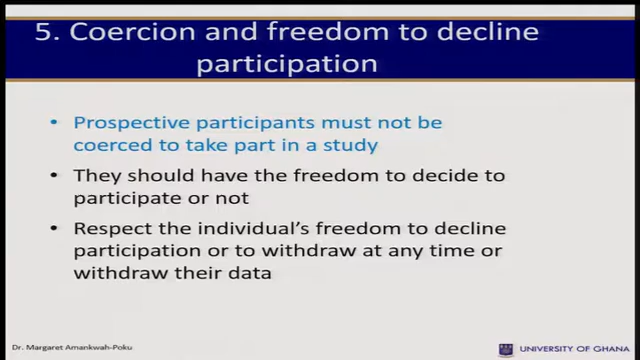 5. Coercion and freedom to decline
participation
• Prospective participants must not be
coerced to take part in a study
• They should have the freedom to decide to
participate or not
• Respect the individual’s freedom to decline
participation or to withdraw at any time or
withdraw their data
Dr. Margaret Amankwah-Poku
UNIVERSITY OF GHANA